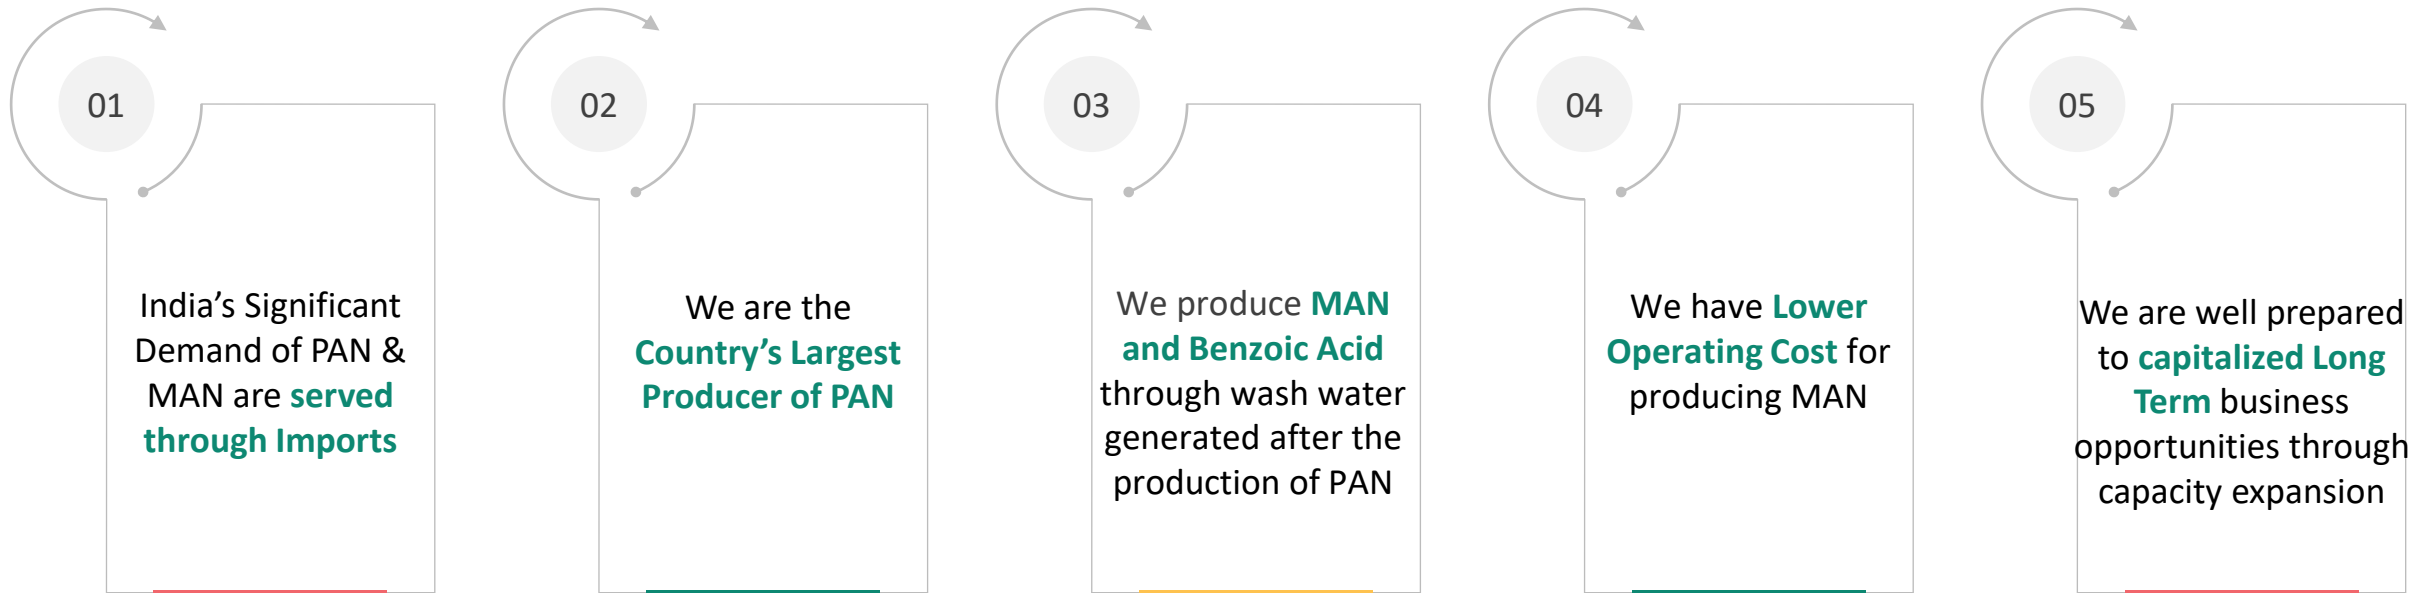 01
India’s Significant
Demand of PAN &
MAN are served
through Imports
02
We are the
Country’s Largest
Producer of PAN
03
We produce MAN
and Benzoic Acid
through wash water
generated after the
production of PAN
04
We have Lower
Operating Cost for
producing MAN
05
We are well prepared
to capitalized Long
Term business
opportunities through
capacity expansion